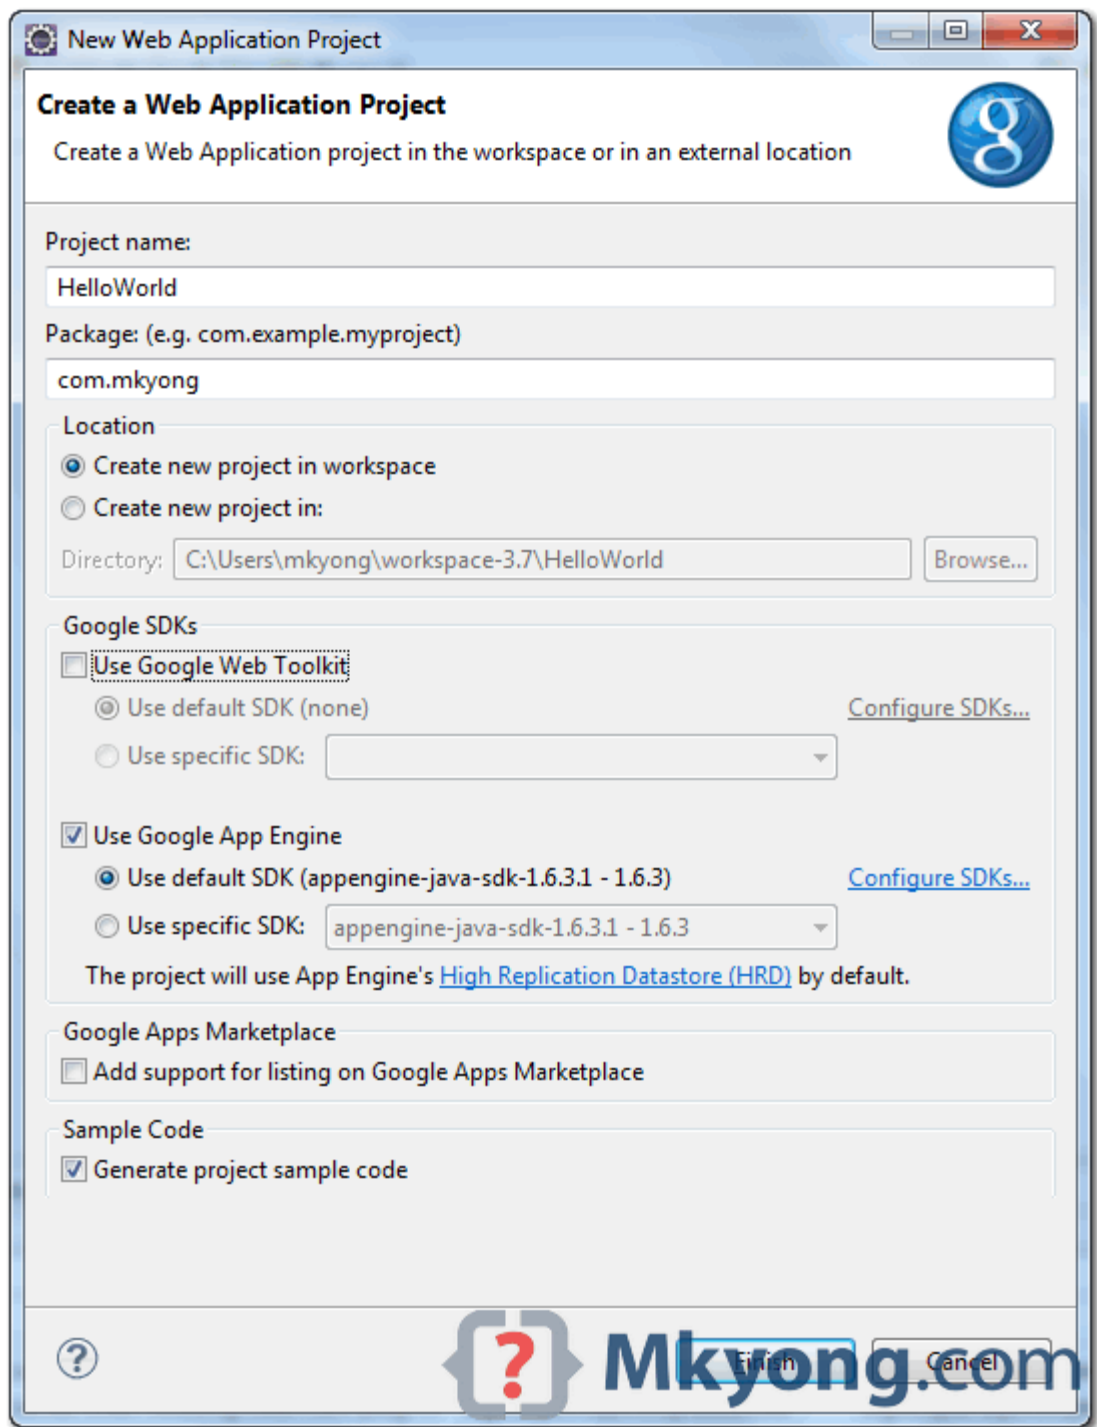 New Web Application Project
Create a Web Application Project
Create a Web Application project in the workspace or in an external location
g
Project name:
HelloWorld
Package: (e.g. com.example.myproject)
com.mkyong
Location
Create new project in workspace
Create new project in:
Directory: C:\Users\mkyong\workspace-3.7\HelloWorld Browse...
Google SDKs
Use Google Web Toolkit
Use default SDK (none) Configure SDKs...
Use specific SDK:
Use Google App Engine
Use default SDK (appengine-java-sdk-1.6.3.1 - 1.6.3) Configure SDKs...
Use specific SDK: appengine-java-sdk-1.6.3.1 - 1.6.3
The project will use App Engine's High Replication Datastore (HRD) by default.
Google Apps Marketplace
Add support for listing on Google Apps Marketplace
Sample Code
Generate project sample code
? {?} Mkyong.com
Finish Cancel